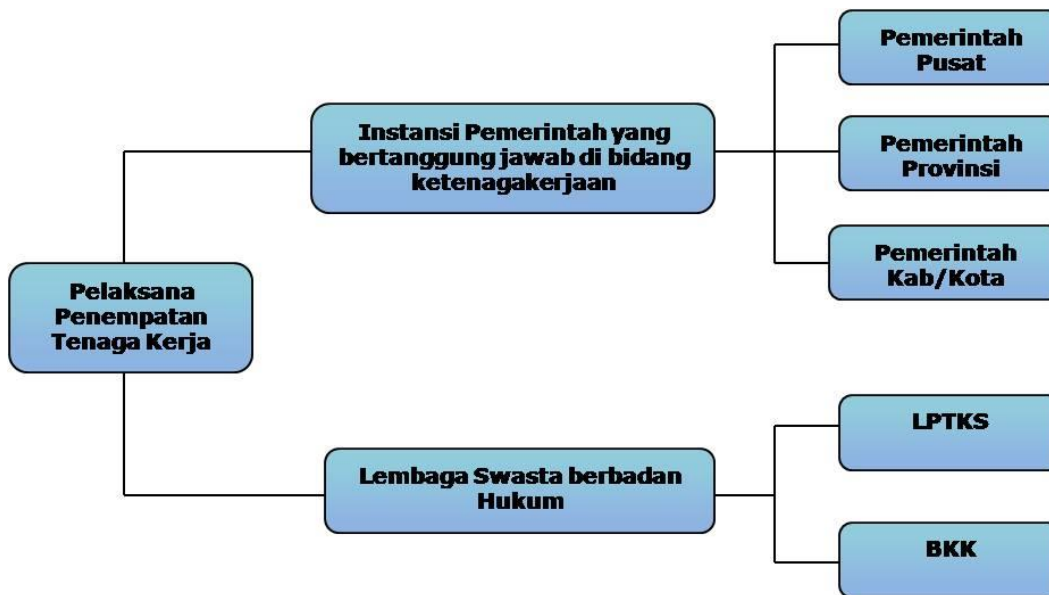 Pemerintah
Pusat
Instansi Pemerintah yang
bertanggung jawab di bidang
ketenagakerjaan
Pemerintah
Provinsi
Pemerintah
Kab/Kota
Pelaksana
Penempatan
Tenaga Kerja
LPTKS
Lembaga Swasta berbadan
Hukum
BKK